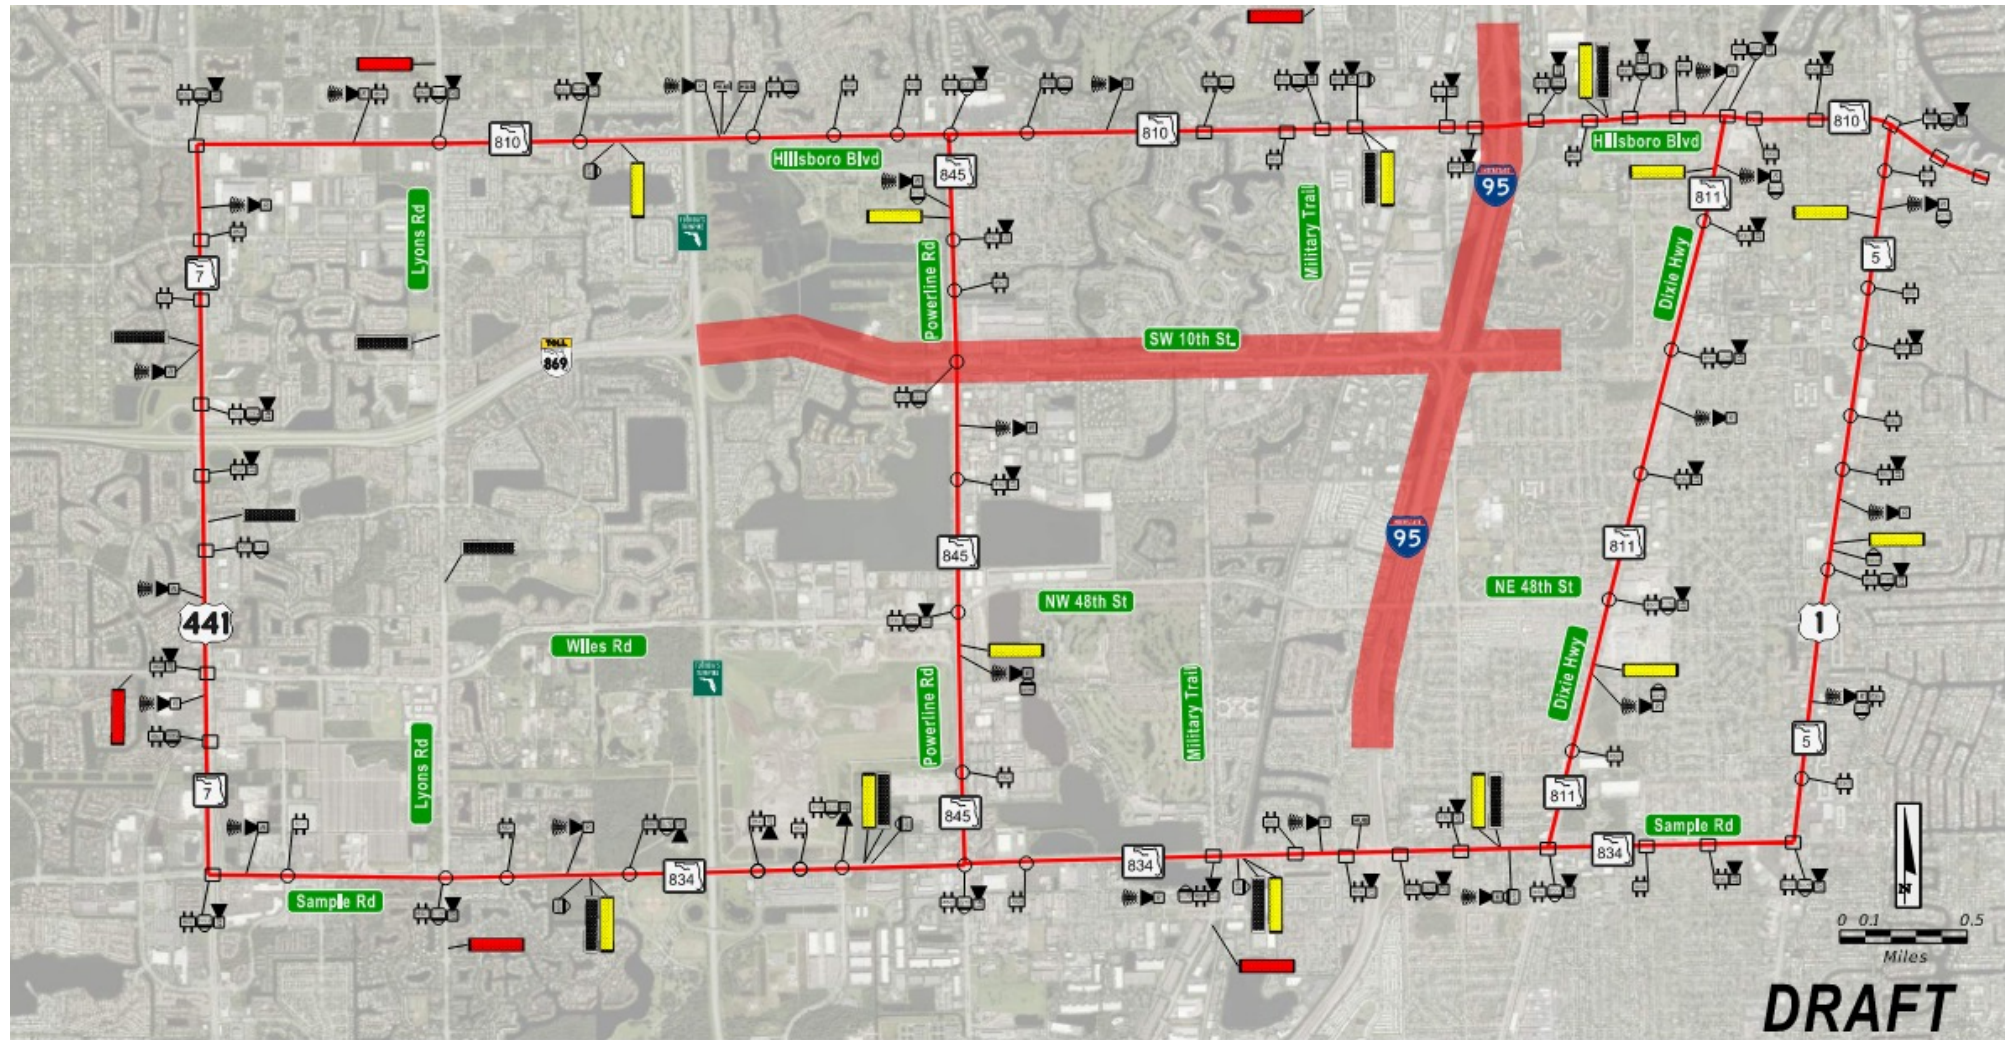 810
810
Hillsboro Blvd
810
Hillsboro Blvd
845
95
811
Lyons Rd
Military Trail
7
Powerline Rd
Dixie Hwy
5
SW 10th St.
TOLL
869
95
811
845
NW 48th St
NE 48th St
441
1
Wiles Rd
Dixie Hwy
Powerline Rd
Military Trail
5
Lyons Rd
7
845
811
Sample Rd
834
834
834
Sample Rd
N
0 0.1 0.5
Miles
DRAFT